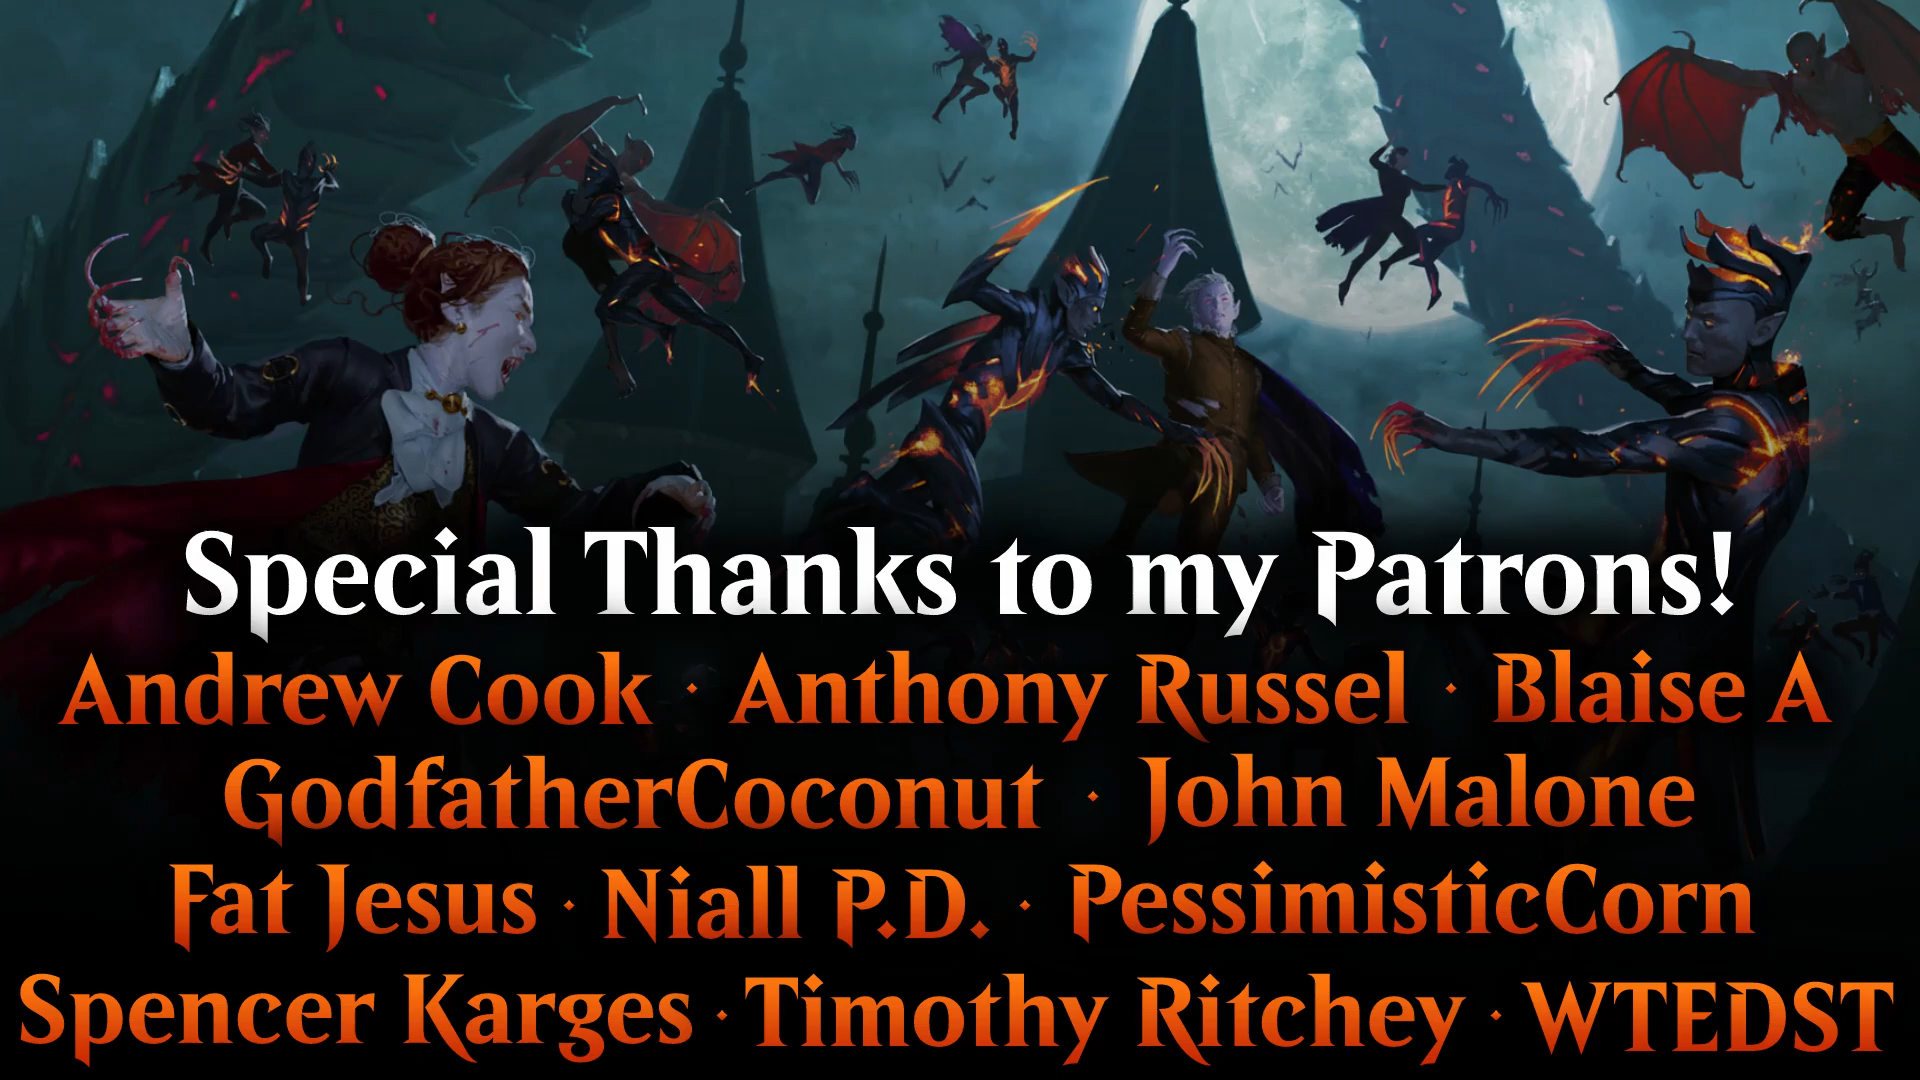 Special Thanks to my Patrons!
Andrew Cook · Anthony Russel · Blaise A
GodfatherCoconut · John Malone
Fat Jesus · Niall P.D. · PessimisticCorn
Spencer Karges · Timothy Ritchey · WTEDST